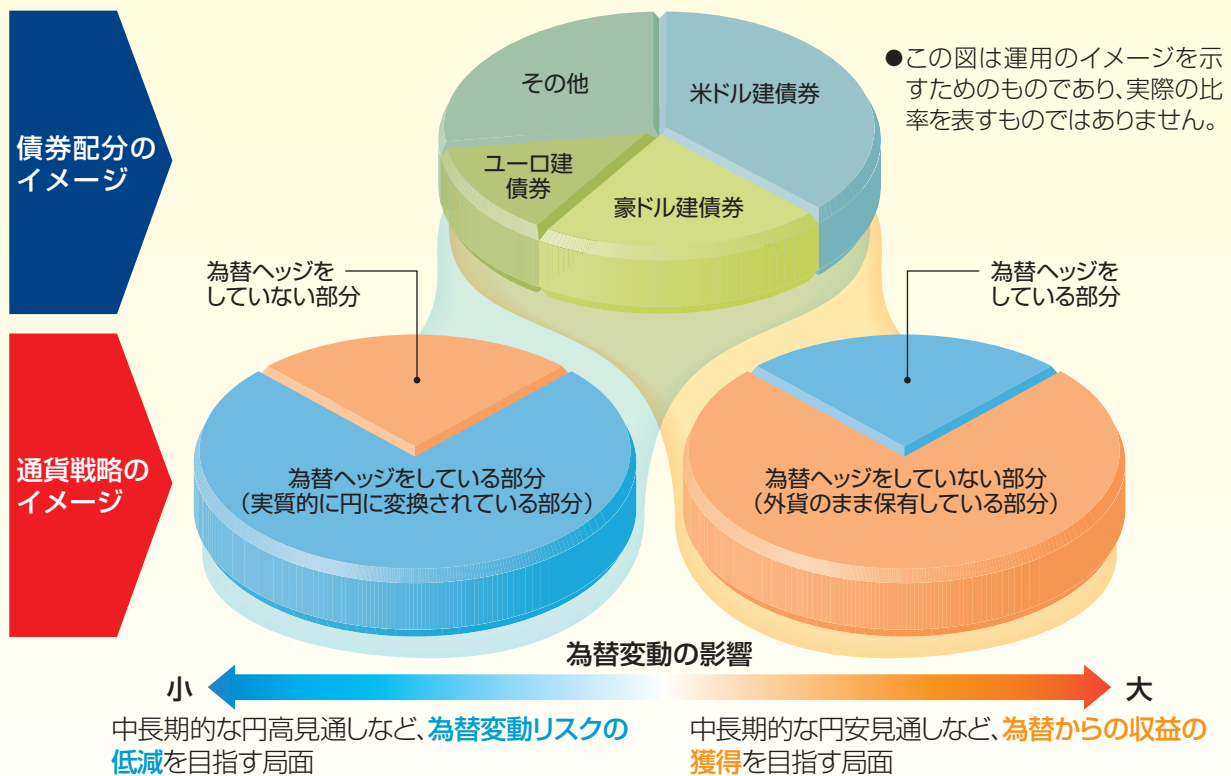 債券配分の
イメージ
その他
米ドル建債券
ユーロ建
債券
豪ドル建債券
●この図は運用のイメージを示
すためのものであり、実際の比
率を表すものではありません。
為替ヘッジを
していない部分
為替ヘッジを
している部分
通貨戦略の
イメージ
為替ヘッジをしている部分
（実質的に円に変換されている部分）
為替ヘッジをしていない部分
（外貨のまま保有している部分）
為替変動の影響
小
大
中長期的な円高見通しなど、為替変動リスクの
低減を目指す局面
中長期的な円安見通しなど、為替からの収益の
獲得を目指す局面